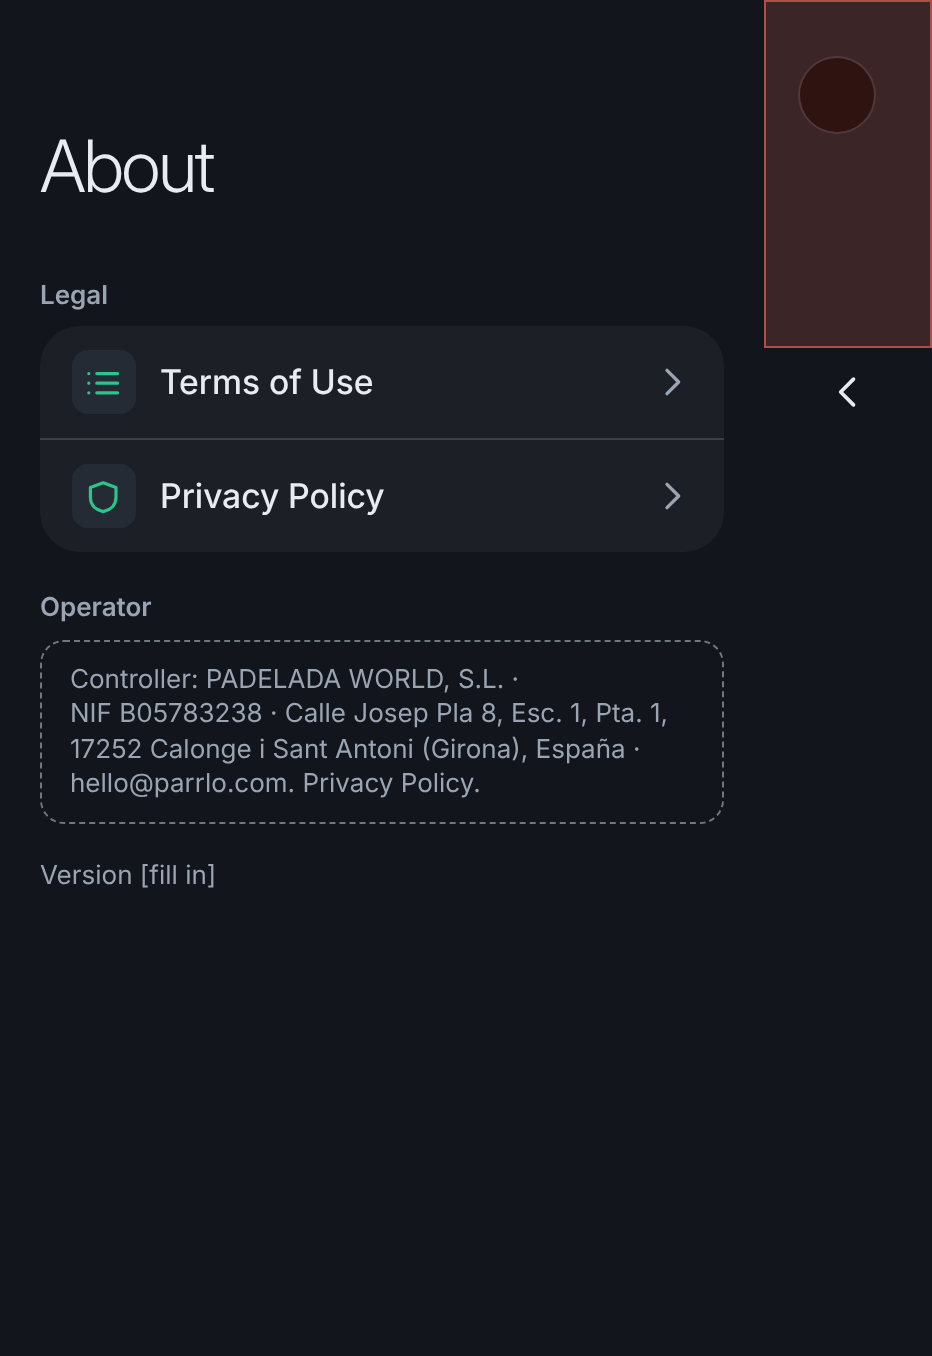 About
Legal
Terms of Use
Privacy Policy
Operator
Controller: PADELADA WORLD, S.L. ·
NIF B05783238 · Calle Josep Pla 8, Esc. 1, Pta. 1,
17252 Calonge i Sant Antoni (Girona), España ·
hello@parrlo.com. Privacy Policy.
Version [fill in]